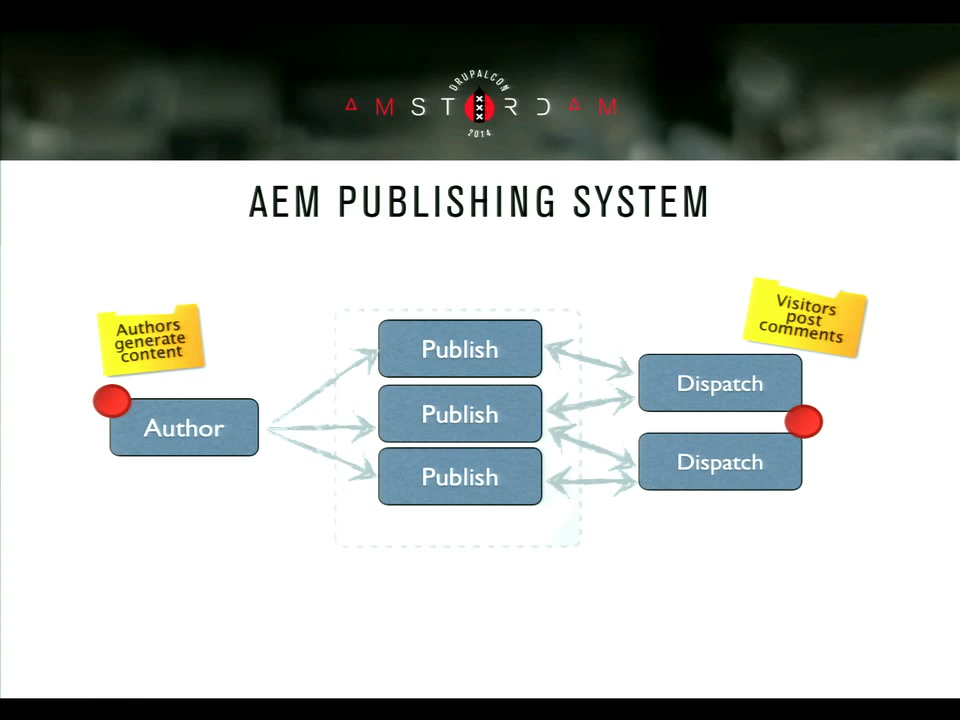 DRUPALCON
AMSTERDAM
2014
AEM PUBLISHING SYSTEM
Authors
generate
content
Visitors
post
comments
Publish
Dispatch
Publish
Author
Publish
Dispatch